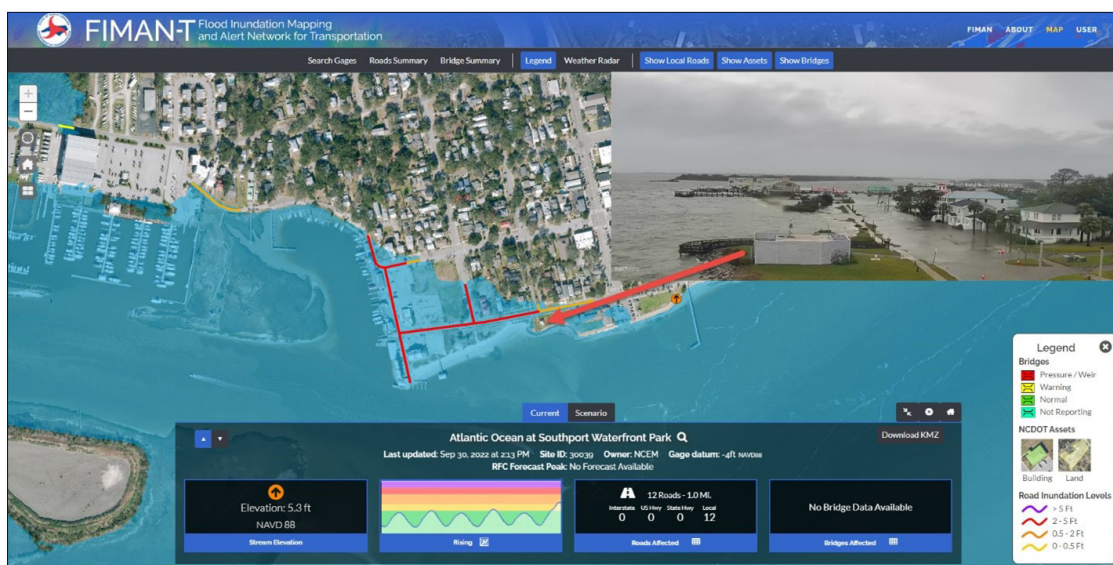 FIMAN-T Flood Inundation Mapping
and Alert Network for Transportation
FIMAN ABOUT MAP USER
Search Gages Roads Summary Bridge Summary Legend Weather Radar Show Local Roads Show Assets Show Bridges
Current Scenario
Atlantic Ocean at Southport Waterfront Park
Download KMZ
Last updated: Sep 30, 2022 at 2:13 PM Site ID: 30039 Owner: NCEM Gage datum: -4ft NAVD88
RFC Forecast Peak: No Forecast Available
Elevation: 5.3 ft
NAVD 88
Stream Elevation
Rising
12 Roads - 1.0 Mi.
Interstate US Hwy State Hwy Local
0 0 0 12
Roads Affected
No Bridge Data Available
Bridges Affected
Legend
Bridges
Pressure / Weir
Warning
Normal
Not Reporting
NCDOT Assets
Building Land
Road Inundation Levels
> 5 Ft
2 - 5 Ft
0.5 - 2 Ft
0 - 0.5 Ft